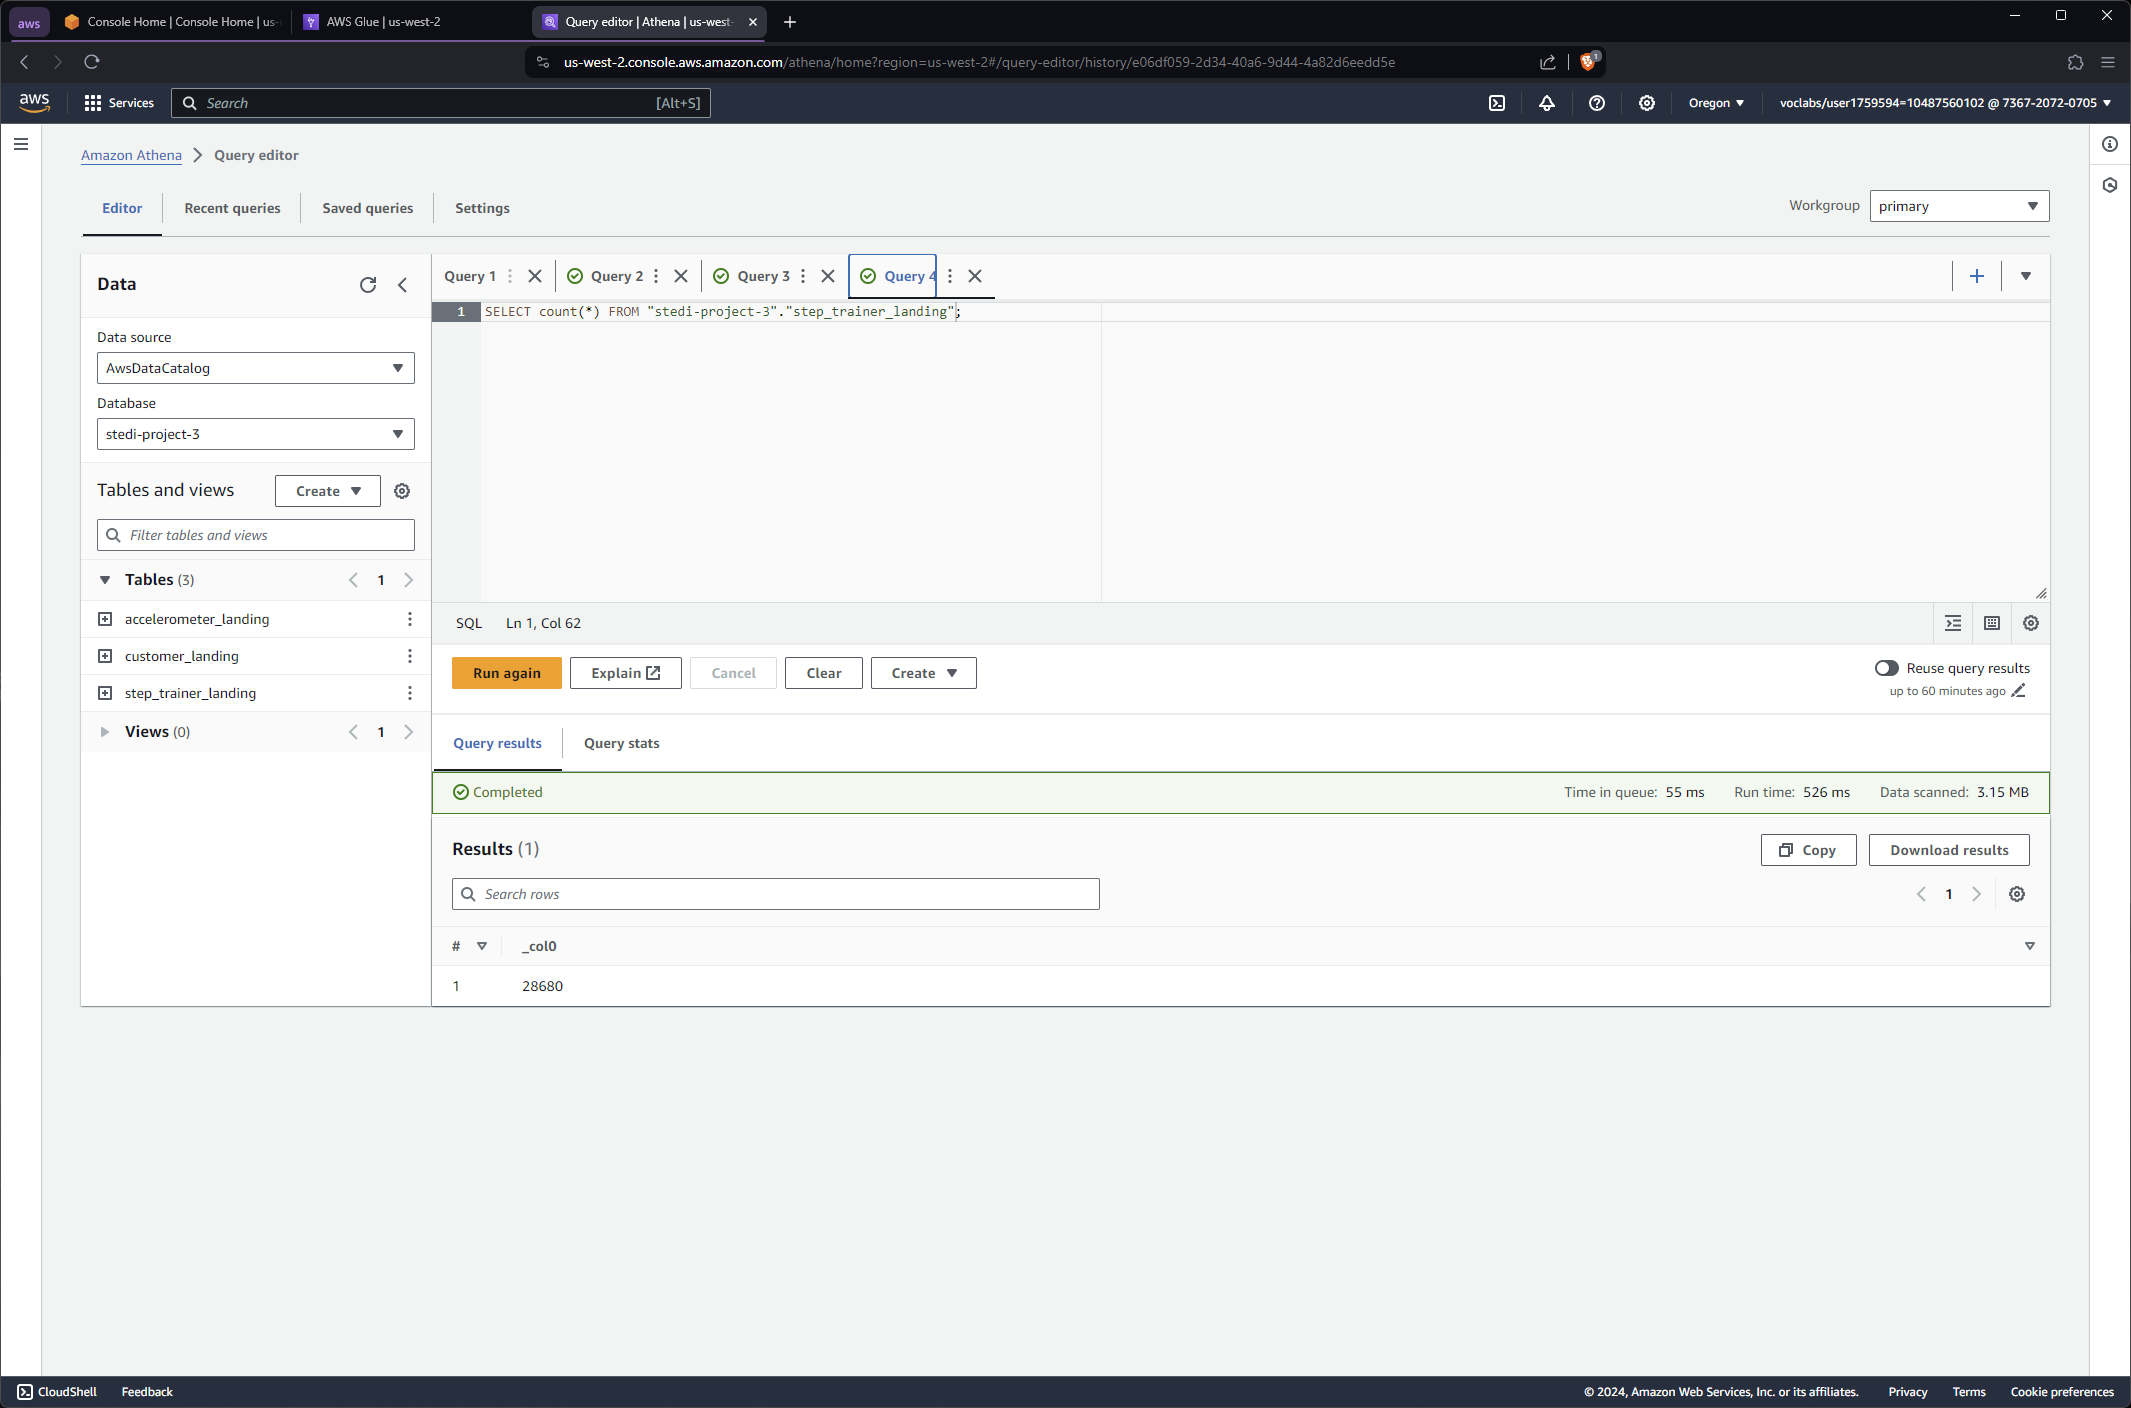 aws
Console Home | Console Home | us-
AWS Glue | us-west-2
Query editor | Athena | us-west-
us-west-2.console.aws.amazon.com/athena/home?region=us-west-2#/query-editor/history/e06df059-2d34-40a6-9d44-4a82d6eedd5e
1
aws
Services
Search
[Alt+S]
Oregon
voclabs/user1759594=10487560102 @ 7367-2072-0705
Amazon Athena
Query editor
Editor
Recent queries
Saved queries
Settings
Workgroup
primary
Data
Query 1
Query 2
Query 3
Query 4
1
SELECT count(*) FROM "stedi-project-3"."step_trainer_landing";
Data source
AwsDataCatalog
Database
stedi-project-3
Tables and views
Create
Filter tables and views
Tables (3)
1
accelerometer_landing
customer_landing
step_trainer_landing
Views (0)
1
SQL
Ln 1, Col 62
Run again
Explain
Cancel
Clear
Create
Reuse query results
up to 60 minutes ago
Query results
Query stats
Completed
Time in queue: 55 ms
Run time: 526 ms
Data scanned: 3.15 MB
Results (1)
Copy
Download results
Search rows
1
#
_col0
1
28680
CloudShell
Feedback
© 2024, Amazon Web Services, Inc. or its affiliates.
Privacy
Terms
Cookie preferences